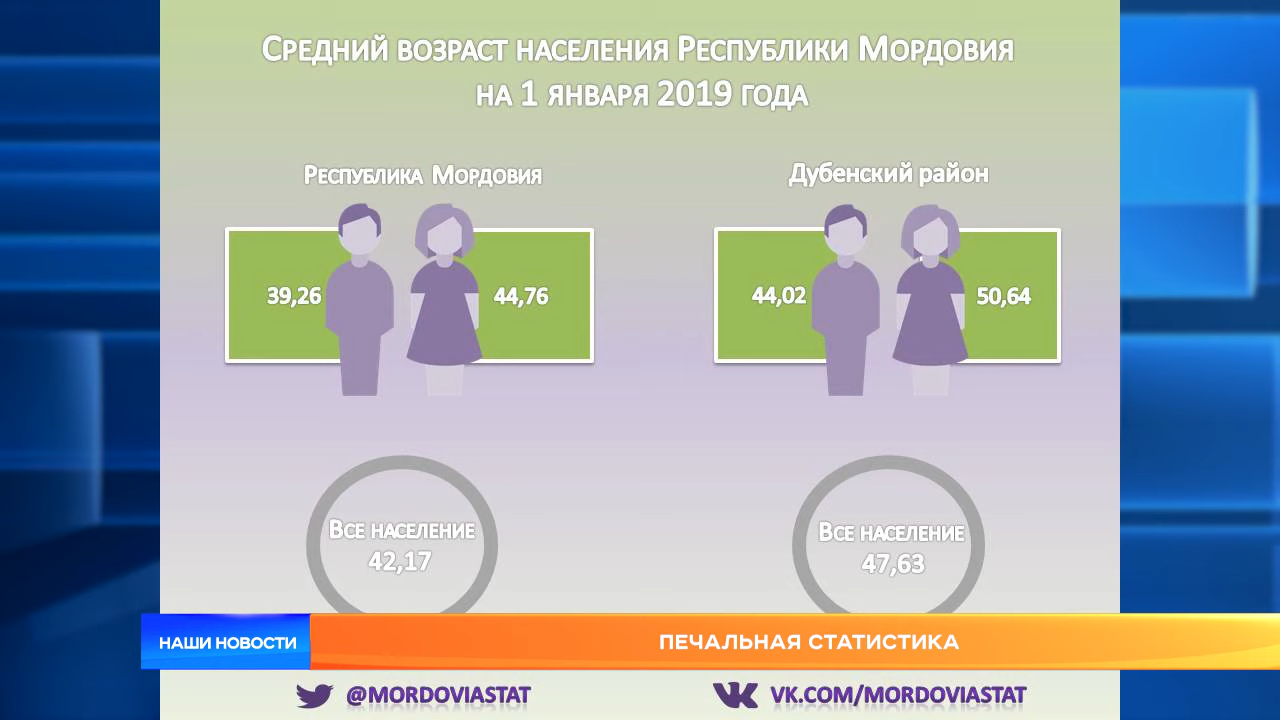 Средний возраст населения Республики Мордовия
на 1 января 2019 года
Республика Мордовия
Дубенский район
39,26
44,76
44,02
50,64
Все население
42,17
Все население
47,63
НАШИ НОВОСТИ
ПЕЧАЛЬНАЯ СТАТИСТИКА
@MORDOVIASTAT
VK.COM/MORDOVIASTAT